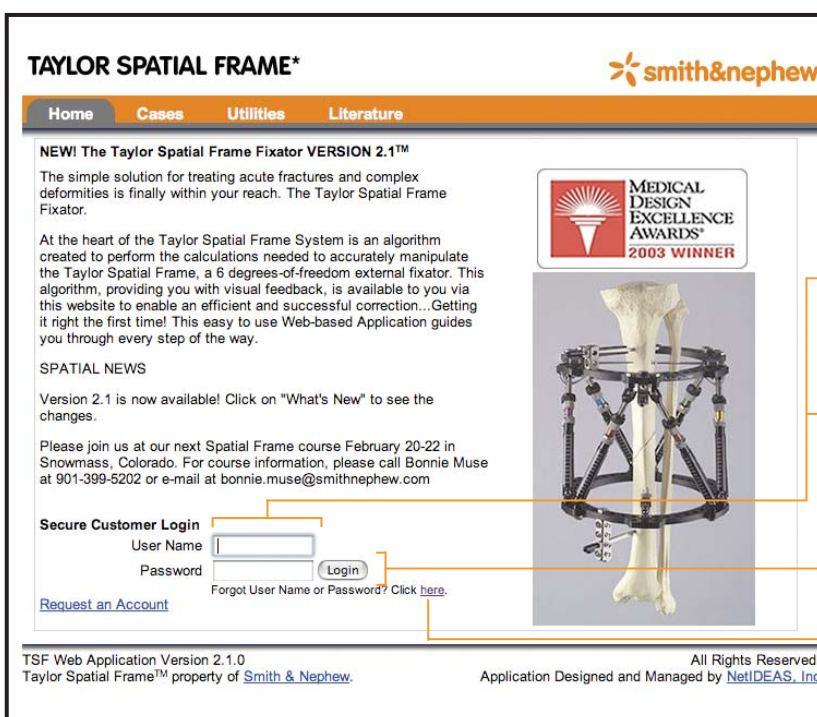 TAYLOR SPATIAL FRAME*
smith&nephew
Home Cases Utilities Literature
NEW! The Taylor Spatial Frame Fixator VERSION 2.1™
The simple solution for treating acute fractures and complex
deformities is finally within your reach. The Taylor Spatial Frame
Fixator.
At the heart of the Taylor Spatial Frame System is an algorithm
created to perform the calculations needed to accurately manipulate
the Taylor Spatial Frame, a 6 degrees-of-freedom external fixator. This
algorithm, providing you with visual feedback, is available to you via
this website to enable an efficient and successful correction...Getting
it right the first time! This easy to use Web-based Application guides
you through every step of the way.
SPATIAL NEWS
Version 2.1 is now available! Click on "What's New" to see the
changes.
Please join us at our next Spatial Frame course February 20-22 in
Snowmass, Colorado. For course information, please call Bonnie Muse
at 901-399-5202 or e-mail at bonnie.muse@smithnephew.com
MEDICAL
DESIGN
EXCELLENCE
AWARDS®
2003 WINNER
Secure Customer Login
User Name
Password Login
Forgot User Name or Password? Click here.
Request an Account
TSF Web Application Version 2.1.0
Taylor Spatial Frame™ property of Smith & Nephew.
All Rights Reserved
Application Designed and Managed by NetIDEAS, Inc